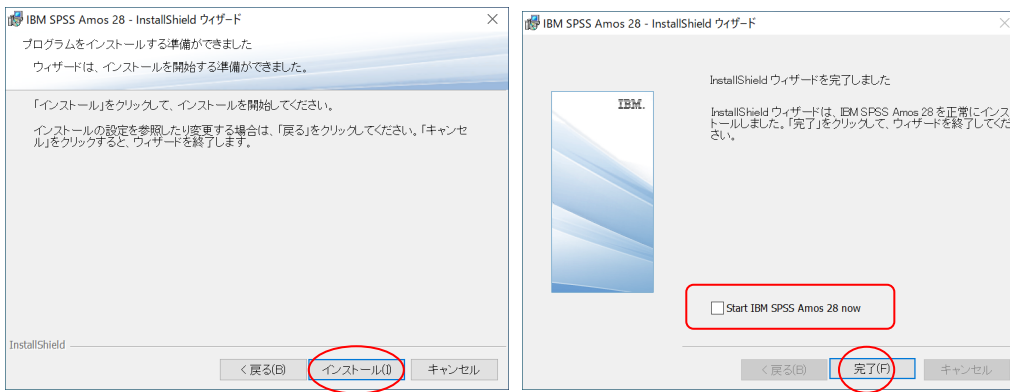 IBM SPSS Amos 28 - InstallShield ウィザード
プログラムをインストールする準備ができました
ウィザードは、インストールを開始する準備ができました。
「インストール」をクリックして、インストールを開始してください。
インストールの設定を参照したり変更する場合は、「戻る」をクリックしてください。「キャンセ
ル」をクリックすると、ウィザードを終了します。
InstallShield
< 戻る(B)
インストール(I)
キャンセル
IBM SPSS Amos 28 - InstallShield ウィザード
IBM.
InstallShield ウィザードを完了しました
InstallShield ウィザードは、IBM SPSS Amos 28 を正常にインス
トールしました。「完了」をクリックして、ウィザードを終了してくだ
さい。
Start IBM SPSS Amos 28 now
< 戻る(B)
完了(F)
キャンセル